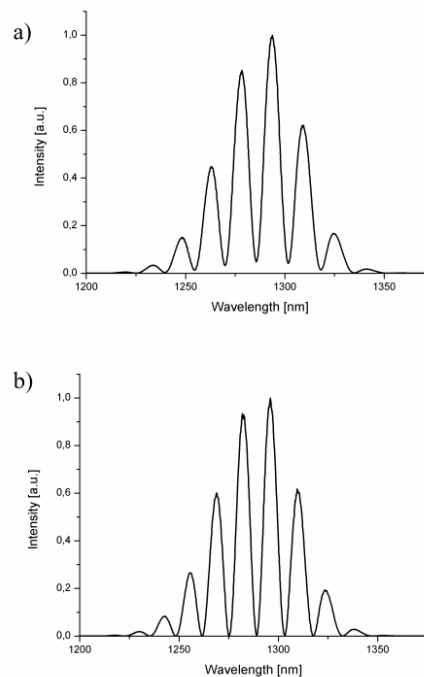 a)
1,0
0,8
0,6
0,4
0,2
0,0
Intensity [a.u.]
1200 1250 1300 1350
Wavelength [nm]
b)
1,0
0,8
0,6
0,4
0,2
0,0
Intensity [a.u.]
1200 1250 1300 1350
Wavelength [nm]